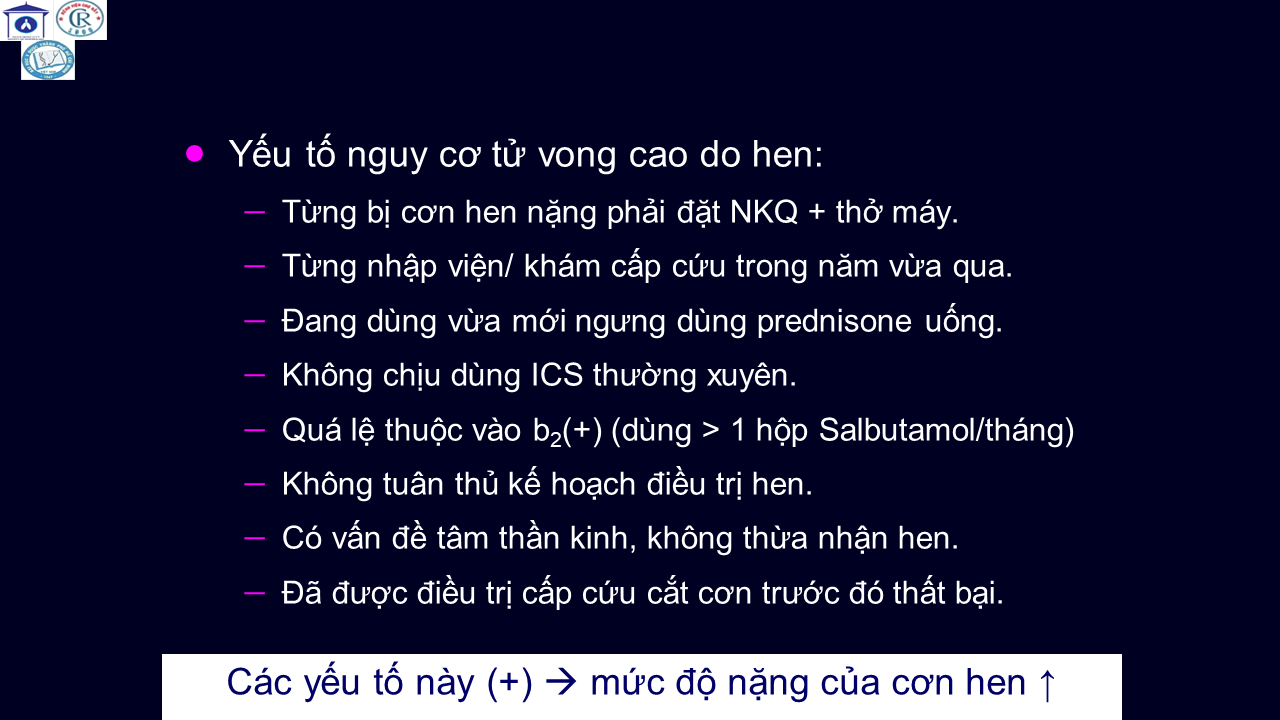 Yếu tố nguy cơ tử vong cao do hen:
Từng bị cơn hen nặng phải đặt NKQ + thở máy.
Từng nhập viện/ khám cấp cứu trong năm vừa qua.
Đang dùng vừa mới ngưng dùng prednisone uống.
Không chịu dùng ICS thường xuyên.
Quá lệ thuộc vào b₂(+) (dùng > 1 hộp Salbutamol/tháng)
Không tuân thủ kế hoạch điều trị hen.
Có vấn đề tâm thần kinh, không thừa nhận hen.
Đã được điều trị cấp cứu cắt cơn trước đó thất bại.
Các yếu tố này (+) → mức độ nặng của cơn hen ↑